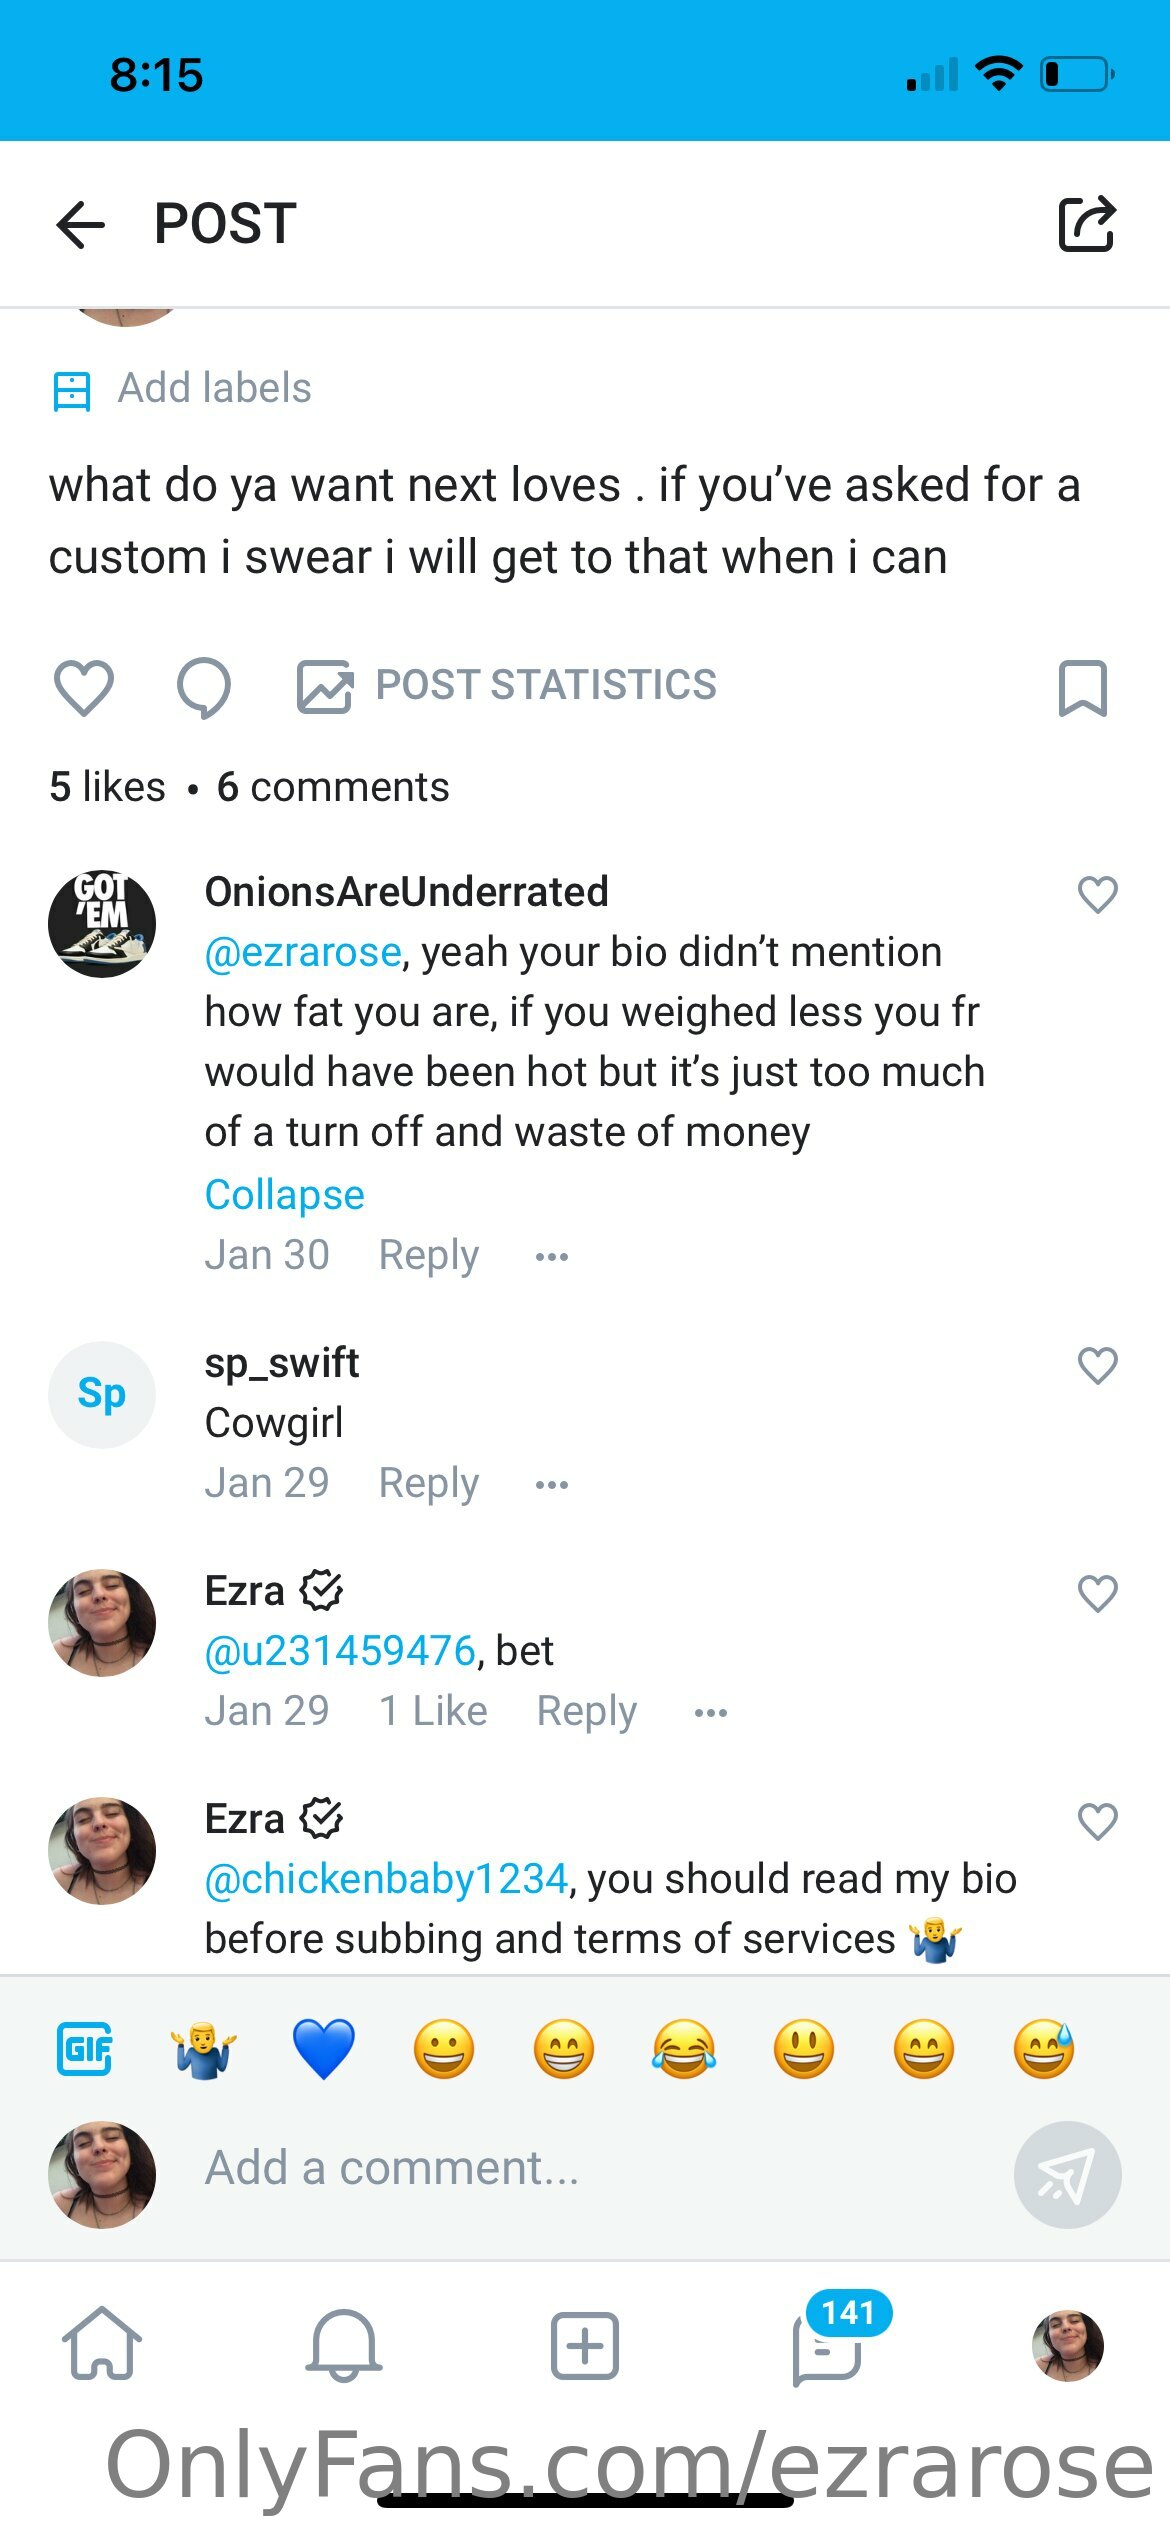 8:15
POST
Add labels
what do ya want next loves . if you’ve asked for a
custom i swear i will get to that when i can
POST STATISTICS
5 likes • 6 comments
GOT
'EM
OnionsAreUnderrated
@ezrarose, yeah your bio didn’t mention
how fat you are, if you weighed less you fr
would have been hot but it’s just too much
of a turn off and waste of money
Collapse
Jan 30 Reply ...
Sp
sp_swift
Cowgirl
Jan 29 Reply ...
Ezra
@u231459476, bet
Jan 29 1 Like Reply ...
Ezra
@chickenbaby1234, you should read my bio
before subbing and terms of services 🤷‍♂️
GIF 🤷‍♂️ 💙 😀 😁 😂 😃 😄 😅
Add a comment...
141
OnlyFans.com/ezrarose